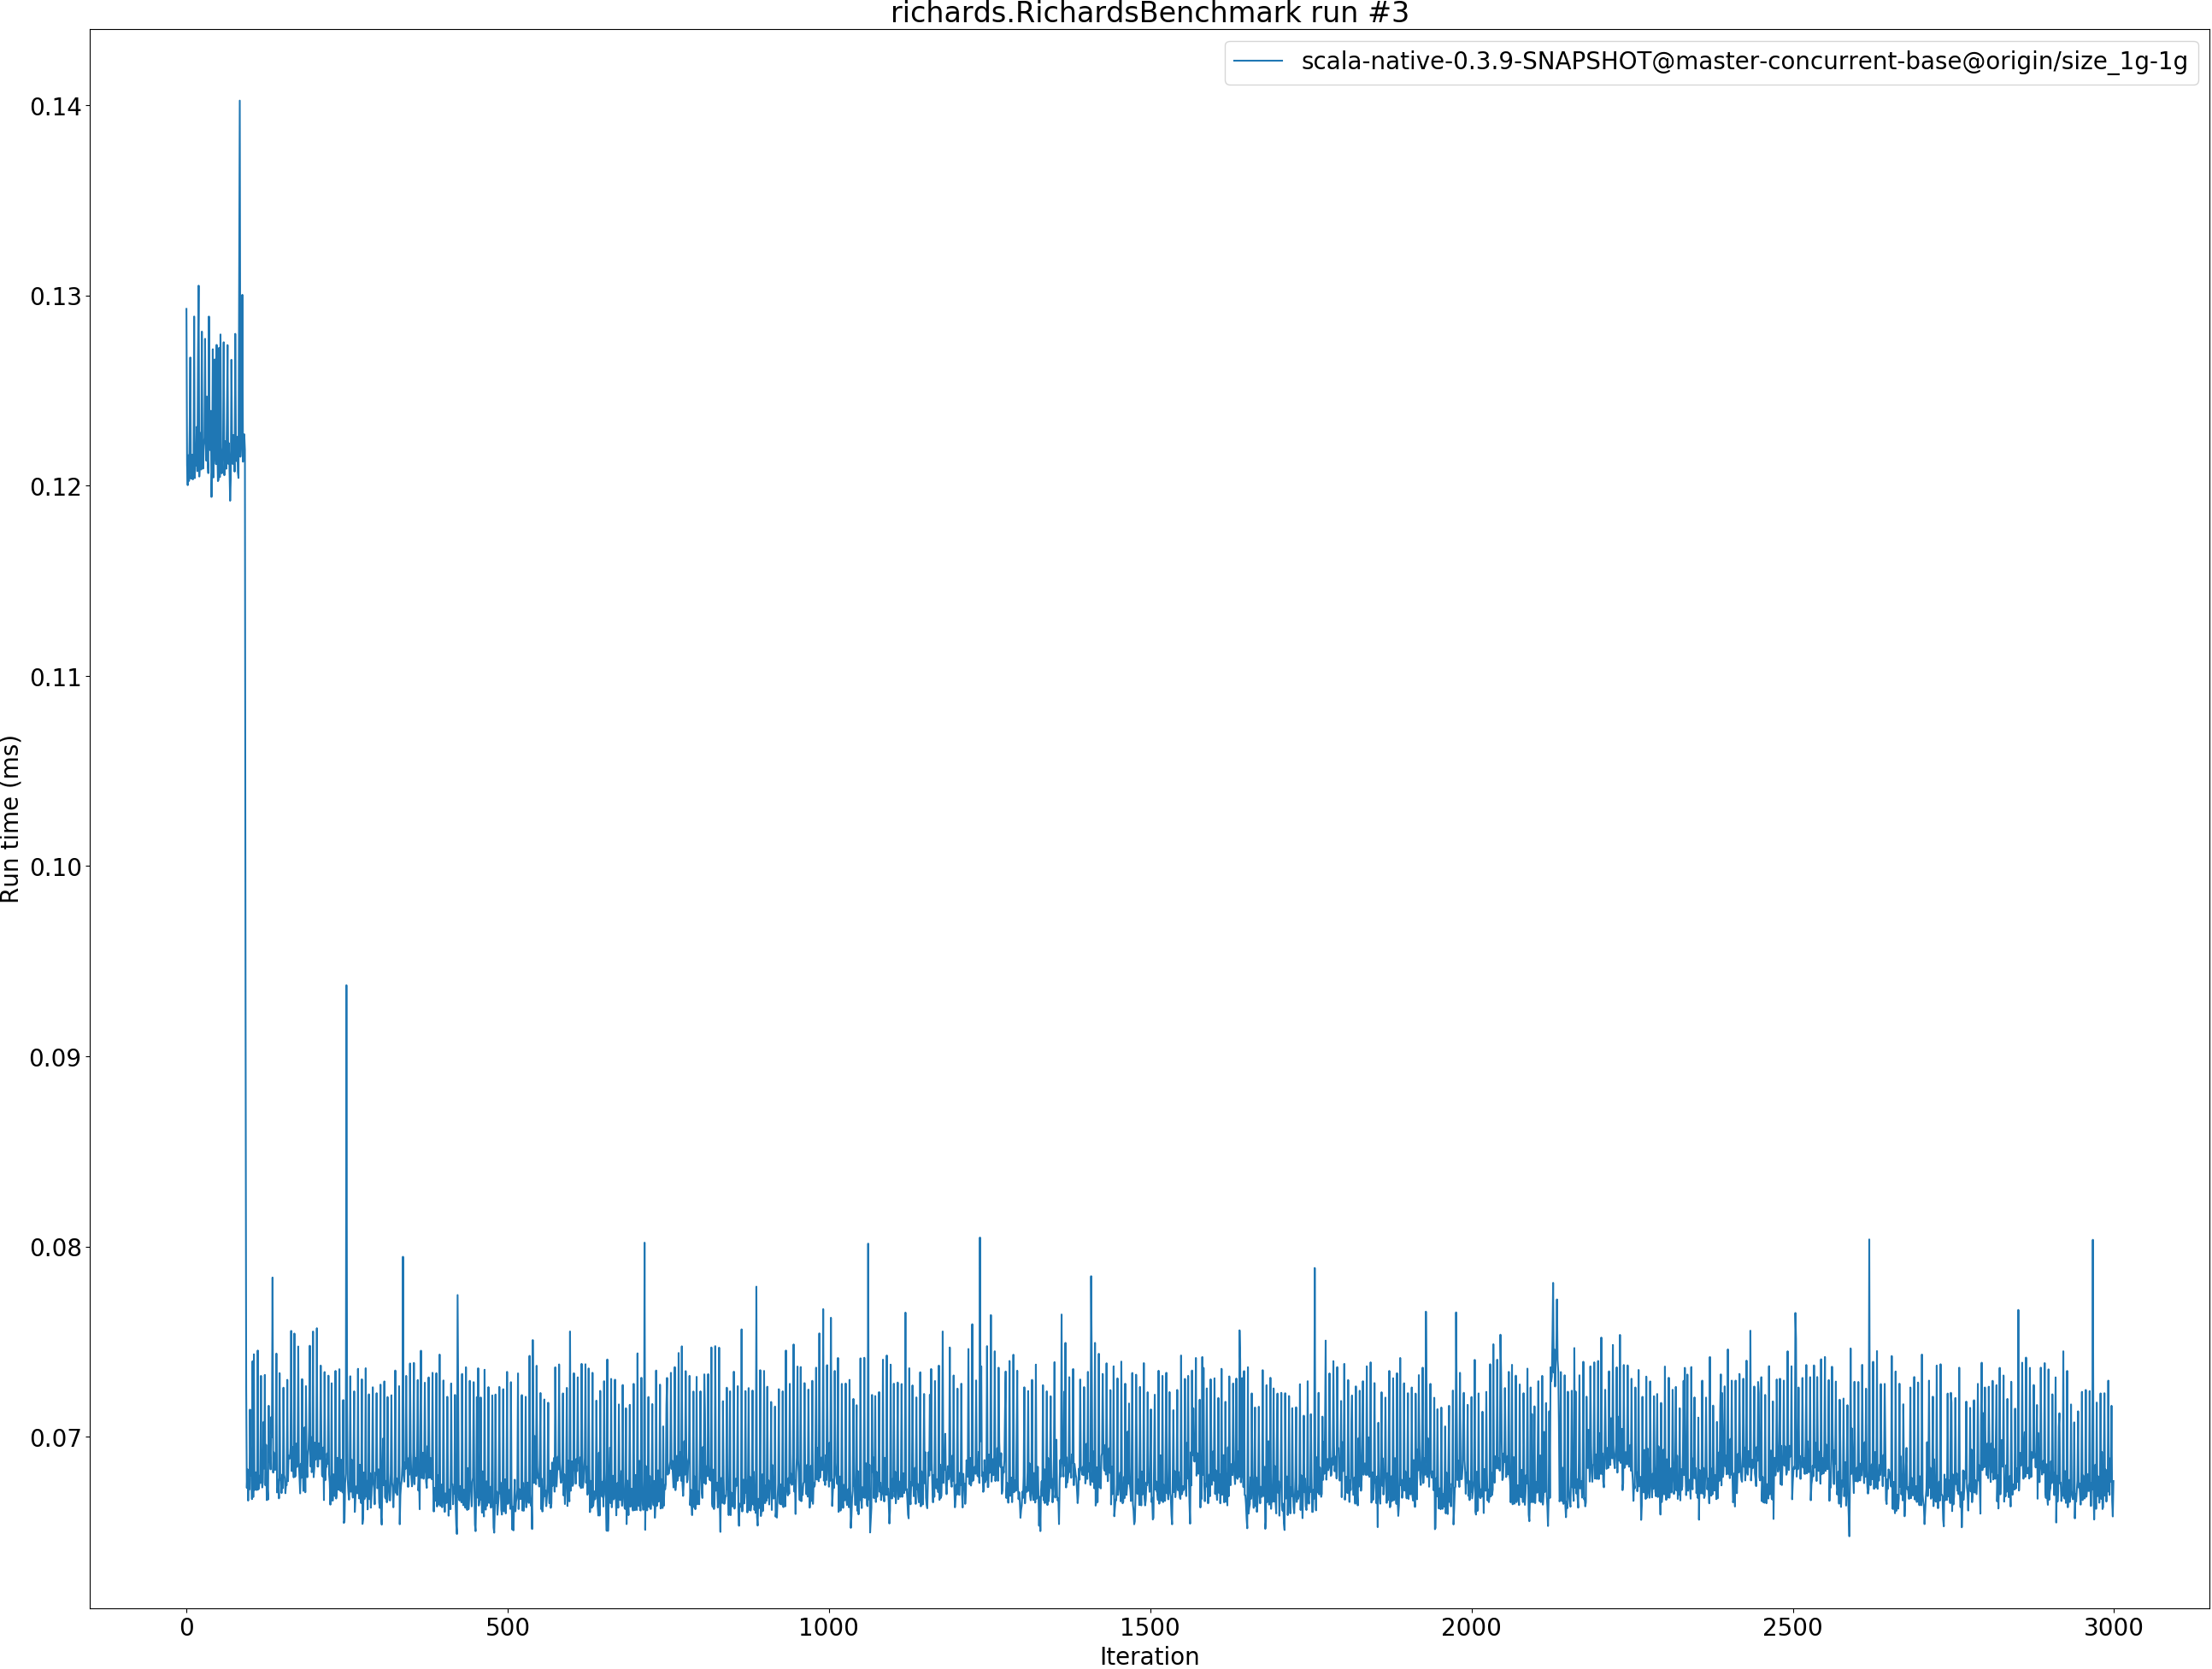 richards.RichardsBenchmark run #3
scala-native-0.3.9-SNAPSHOT@master-concurrent-base@origin/size_1g-1g
0.14
0.13
0.12
0.11
0.10
0.09
0.08
0.07
Run time (ms)
0 500 1000 1500 2000 2500 3000
Iteration